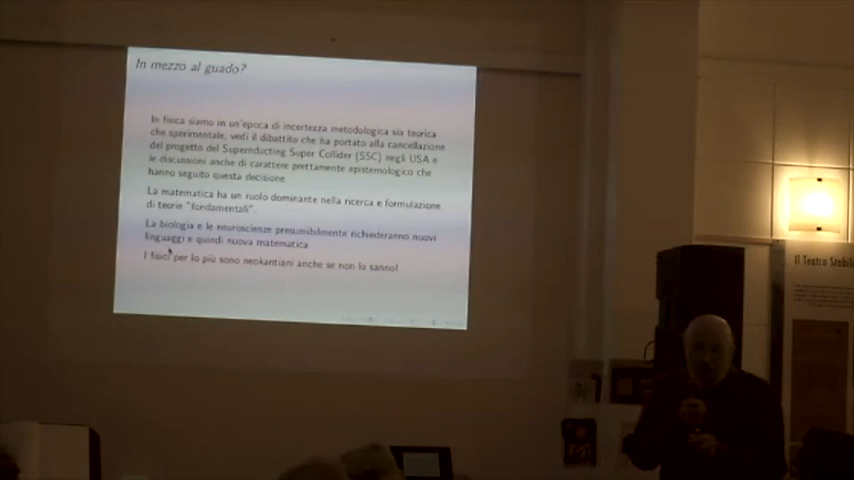 In mezzo al guado?
In fisica siamo in un'epoca di incertezza metodologica sia teorica
che sperimentale, vedi il dibattito che ha portato alla cancellazione
del progetto del Supernducting Super Collider (SSC) negli USA e
le discussioni anche di carattere prettamente epistemologico che
hanno seguito questa decisione
La matematica ha un ruolo dominante nella ricerca e formulazione
di teorie "fondamentali".
La biologia e le neuroscienze presumibilmente richiederanno nuovi
linguaggi e quindi nuova matematica
I fisici per lo più sono neokantiani anche se non lo sanno!
Il Teatro Stabil